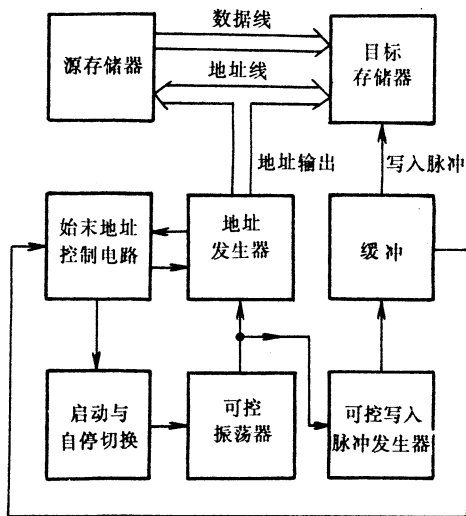 数据线
源存储器
地址线
目标
存储器
地址输出
写入脉冲
始末地址
控制电路
地址
发生器
缓冲
启动与
自停切换
可控
振荡器
可控写入
脉冲发生器